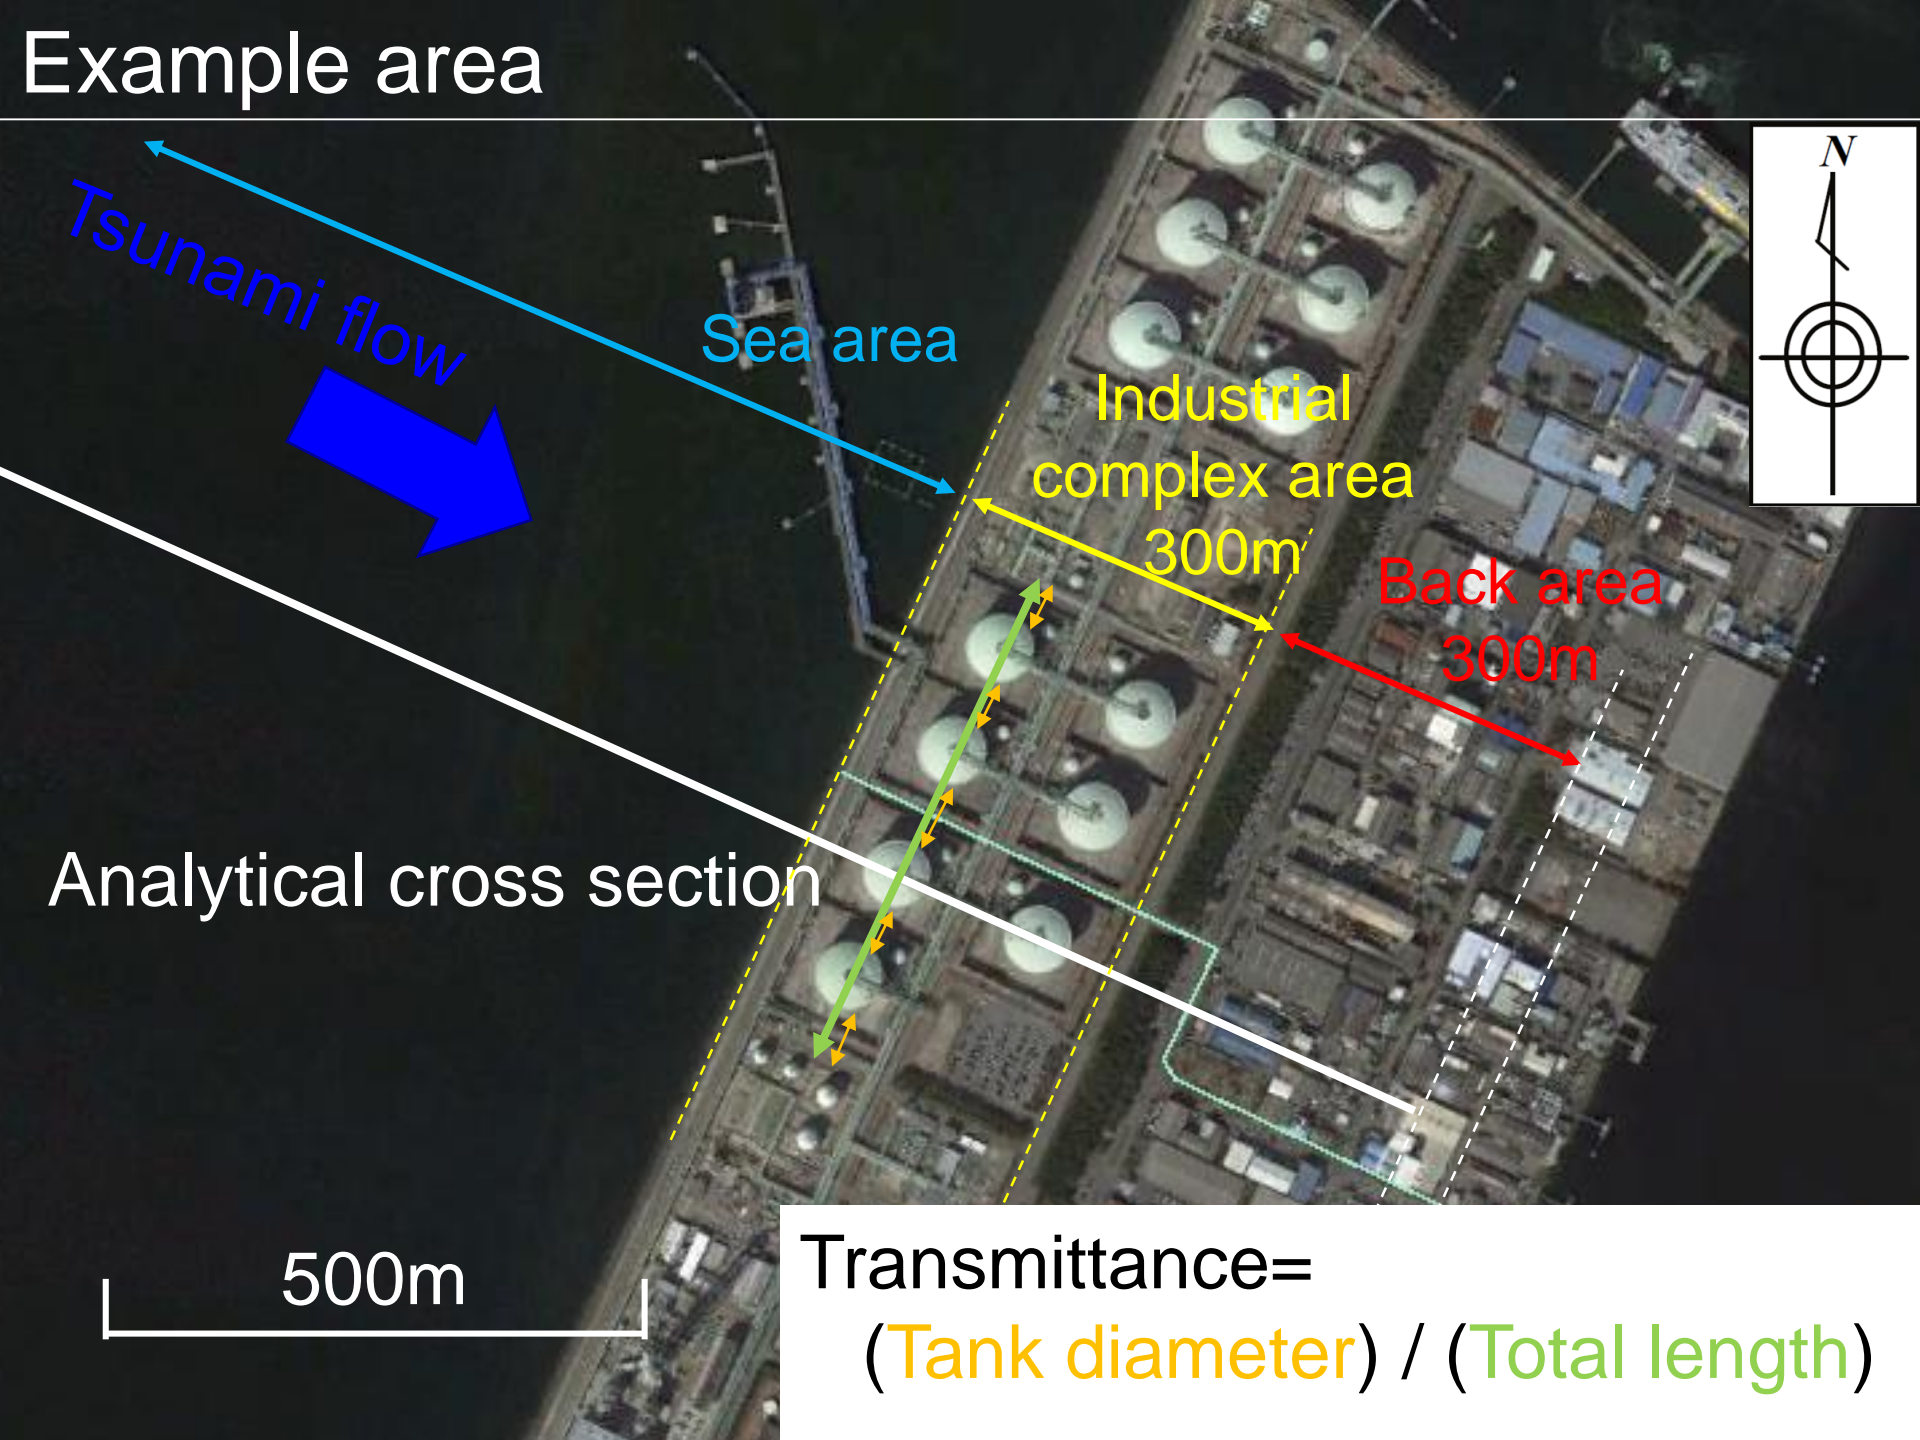 Example area
N
Tsunami flow
Sea area
Industrial
complex area
300m
Back area
300m
Analytical cross section
500m
Transmittance=
(Tank diameter) / (Total length)